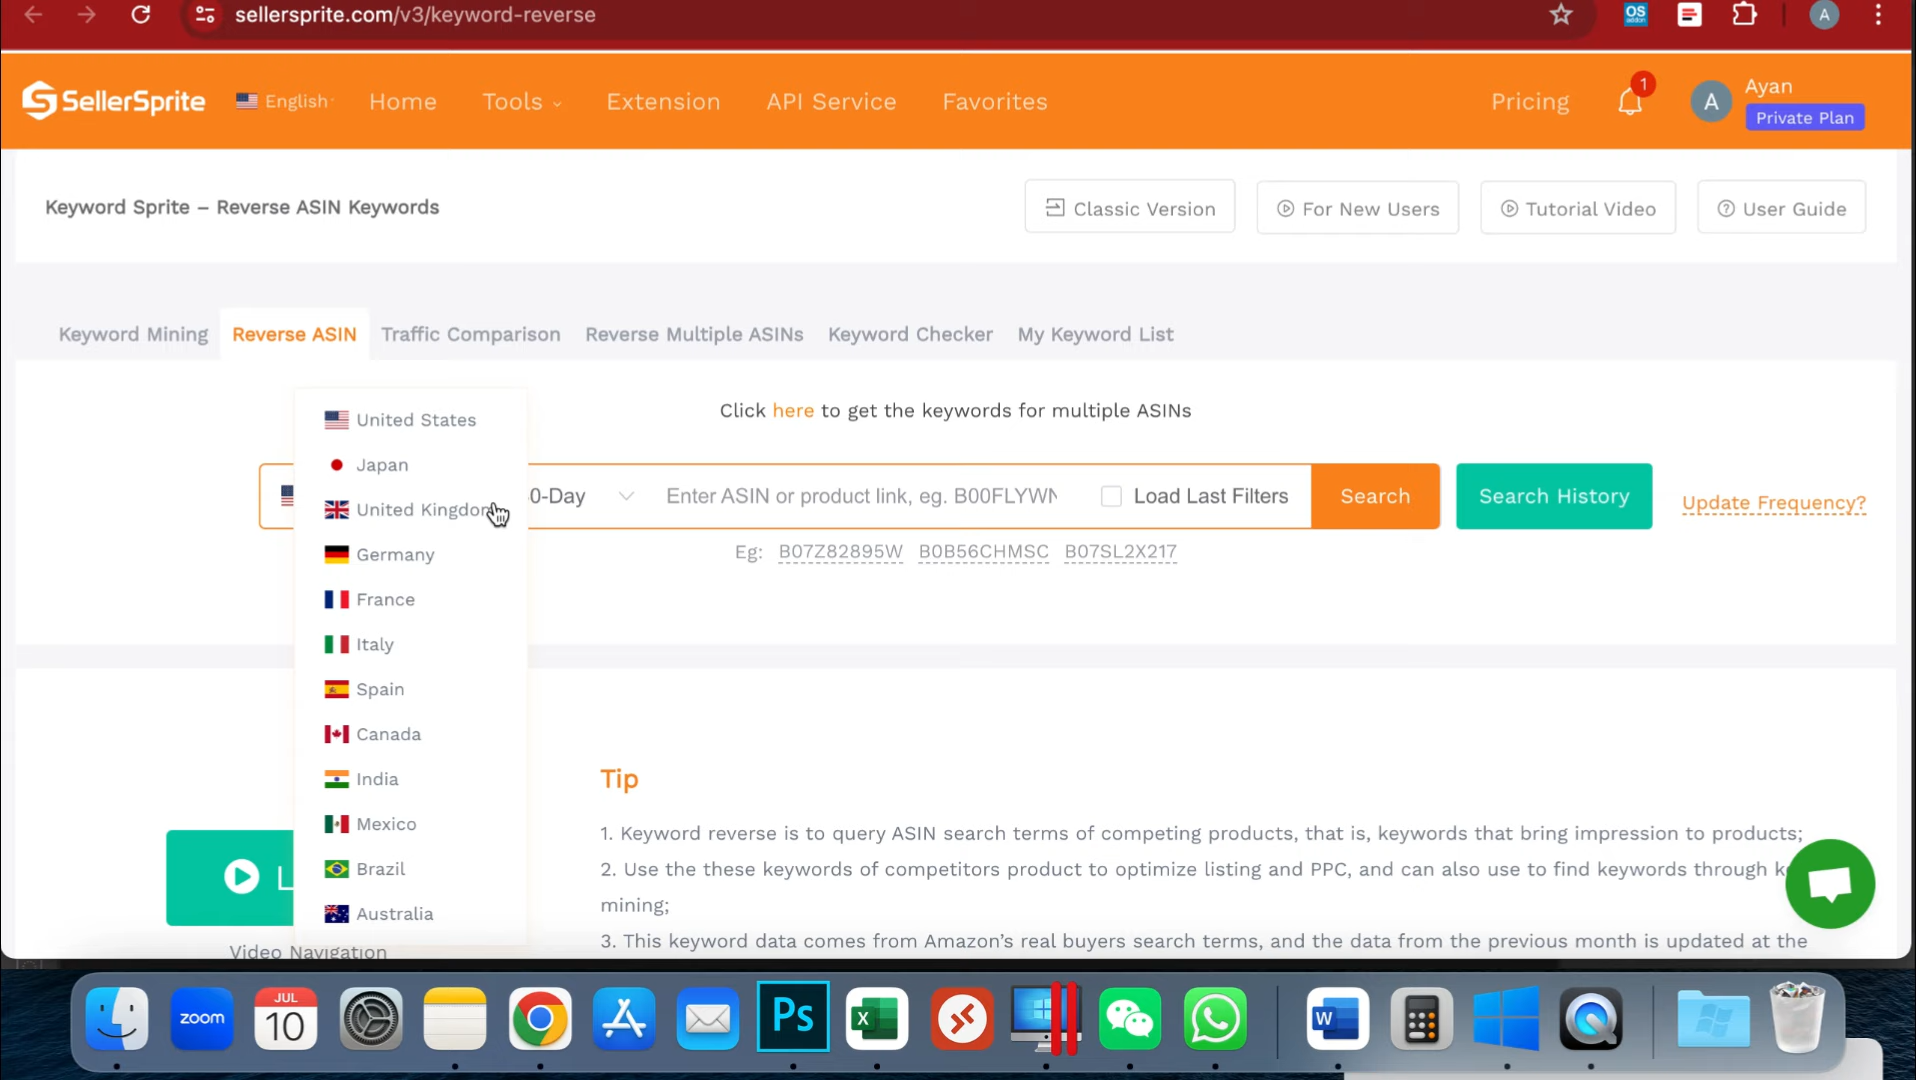 sellersprite.com/v3/keyword-reverse
OS
addon
A
SellerSprite
English
Home
Tools
Extension
API Service
Favorites
Pricing
1
A
Ayan
Private Plan
Keyword Sprite – Reverse ASIN Keywords
Classic Version
For New Users
Tutorial Video
User Guide
Keyword Mining
Reverse ASIN
Traffic Comparison
Reverse Multiple ASINs
Keyword Checker
My Keyword List
Click here to get the keywords for multiple ASINs
United States
Japan
United Kingdom
Germany
France
Italy
Spain
Canada
India
Mexico
Brazil
Australia
0-Day
Enter ASIN or product link, eg. B00FLYWN
Load Last Filters
Search
Search History
Update Frequency?
Eg: B07Z82895W B0B56CHMSC B07SL2X217
L
Video Navigation
Tip
1. Keyword reverse is to query ASIN search terms of competing products, that is, keywords that bring impression to products;
2. Use the these keywords of competitors product to optimize listing and PPC, and can also use to find keywords through
mining;
3. This keyword data comes from Amazon's real buyers search terms, and the data from the previous month is updated at the
zoom
JUL
10
Ps
X
W